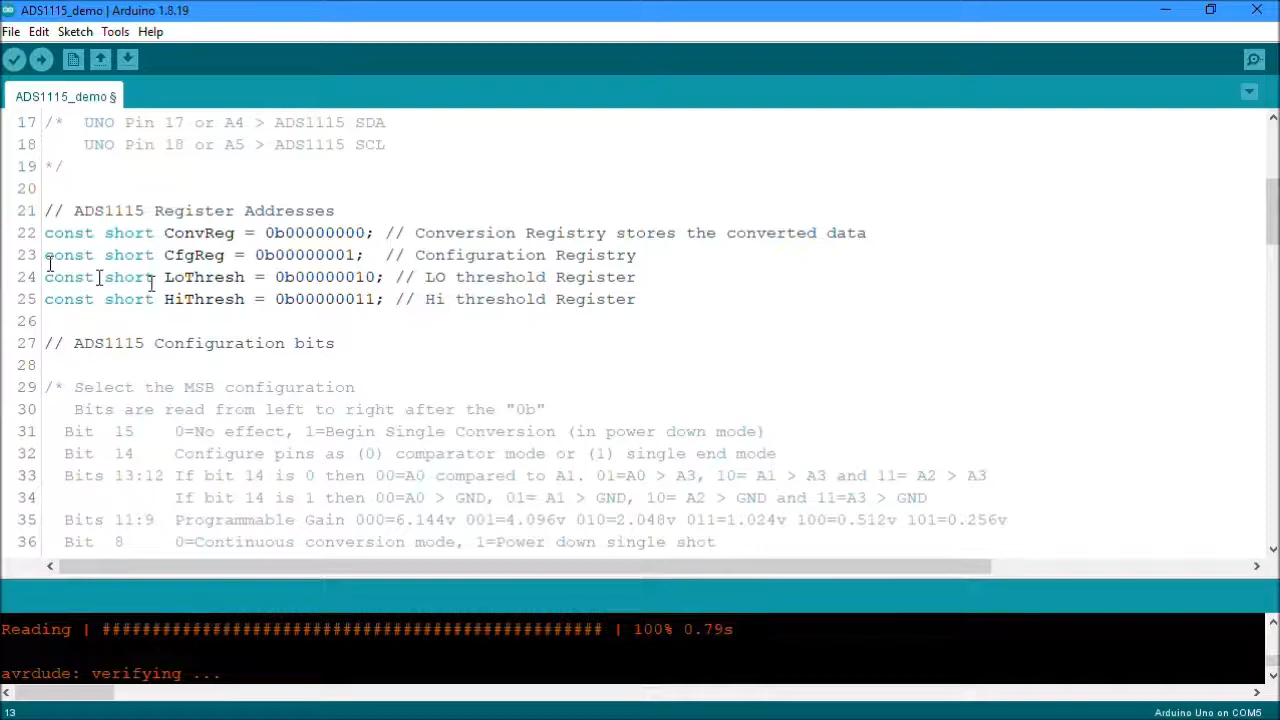 ADS1115_demo | Arduino 1.8.19
File Edit Sketch Tools Help
ADS1115_demo §
17 /*  UNO Pin 17 or A4 > ADS1115 SDA
18     UNO Pin 18 or A5 > ADS1115 SCL
19 */
20
21 // ADS1115 Register Addresses
22 const short ConvReg = 0b00000000; // Conversion Registry stores the converted data
23 const short CfgReg = 0b00000001;  // Configuration Registry
24 const short LoThresh = 0b00000010; // LO threshold Register
25 const short HiThresh = 0b00000011; // Hi threshold Register
26
27 // ADS1115 Configuration bits
28
29 /* Select the MSB configuration
30    Bits are read from left to right after the "0b"
31   Bit  15    0=No effect, 1=Begin Single Conversion (in power down mode)
32   Bit  14    Configure pins as (0) comparator mode or (1) single end mode
33   Bits 13:12 If bit 14 is 0 then 00=A0 compared to A1. 01=A0 > A3, 10= A1 > A3 and 11= A2 > A3
34              If bit 14 is 1 then 00=A0 > GND, 01= A1 > GND, 10= A2 > GND and 11=A3 > GND
35   Bits 11:9  Programmable Gain 000=6.144v 001=4.096v 010=2.048v 011=1.024v 100=0.512v 101=0.256v
36   Bit  8     0=Continuous conversion mode, 1=Power down single shot
Reading | ################################################## | 100% 0.79s
avrdude: verifying ...
13
Arduino Uno on COM5